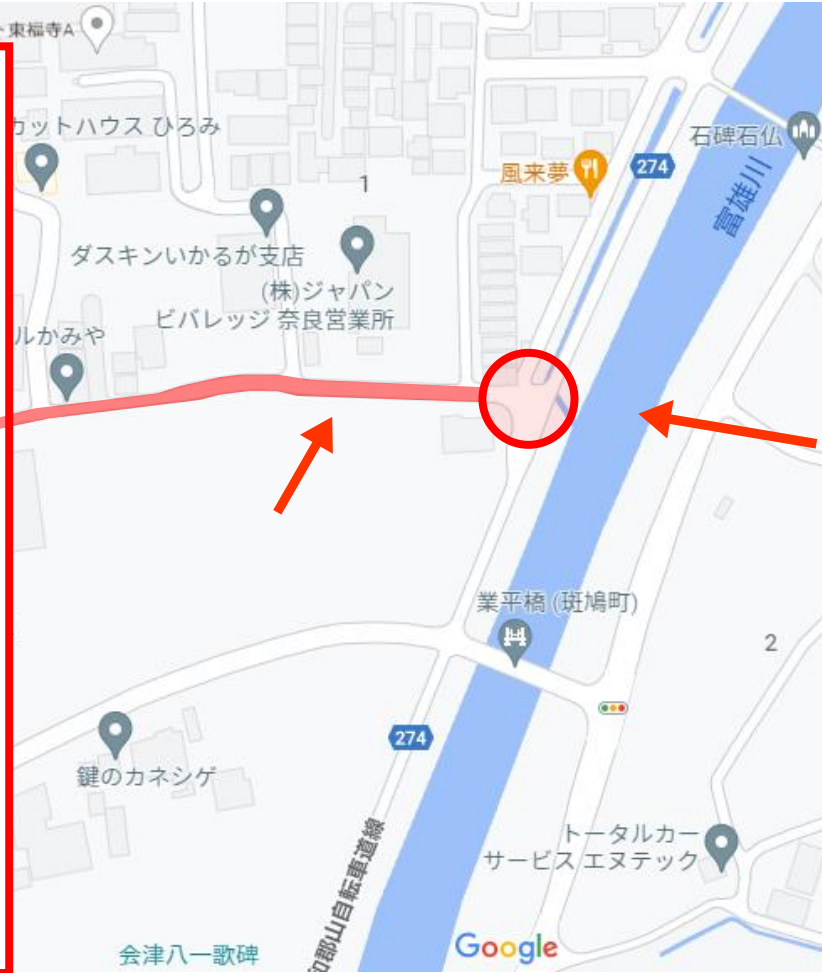 東福寺A
カットハウス ひろみ
1
風来夢
274
石碑石仏
富雄川
ダスキンいかるが支店
(株)ジャパン
ビバレッジ 奈良営業所
ルかみや
業平橋 (斑鳩町)
2
274
鍵のカネシゲ
トータルカー
サービス エヌテック
和郡山自転車道線
会津八一歌碑
Google